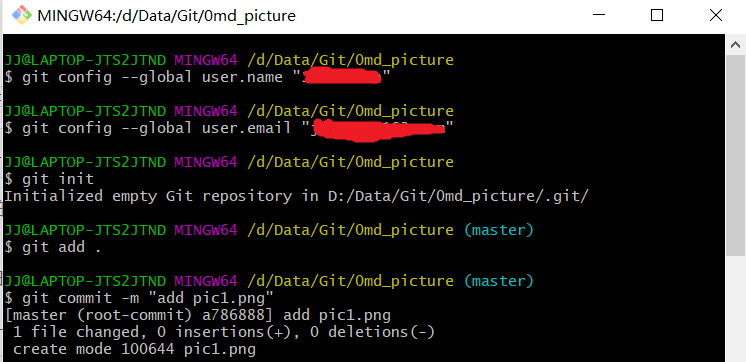 MINGW64:/d/Data/Git/0md_picture
JJ@LAPTOP-JTS2JTND MINGW64 /d/Data/Git/0md_picture
$ git config --global user.name "
"
JJ@LAPTOP-JTS2JTND MINGW64 /d/Data/Git/0md_picture
$ git config --global user.email "
"
JJ@LAPTOP-JTS2JTND MINGW64 /d/Data/Git/0md_picture
$ git init
Initialized empty Git repository in D:/Data/Git/0md_picture/.git/
JJ@LAPTOP-JTS2JTND MINGW64 /d/Data/Git/0md_picture (master)
$ git add .
JJ@LAPTOP-JTS2JTND MINGW64 /d/Data/Git/0md_picture (master)
$ git commit -m "add pic1.png"
[master (root-commit) a786888] add pic1.png
1 file changed, 0 insertions(+), 0 deletions(-)
create mode 100644 pic1.png